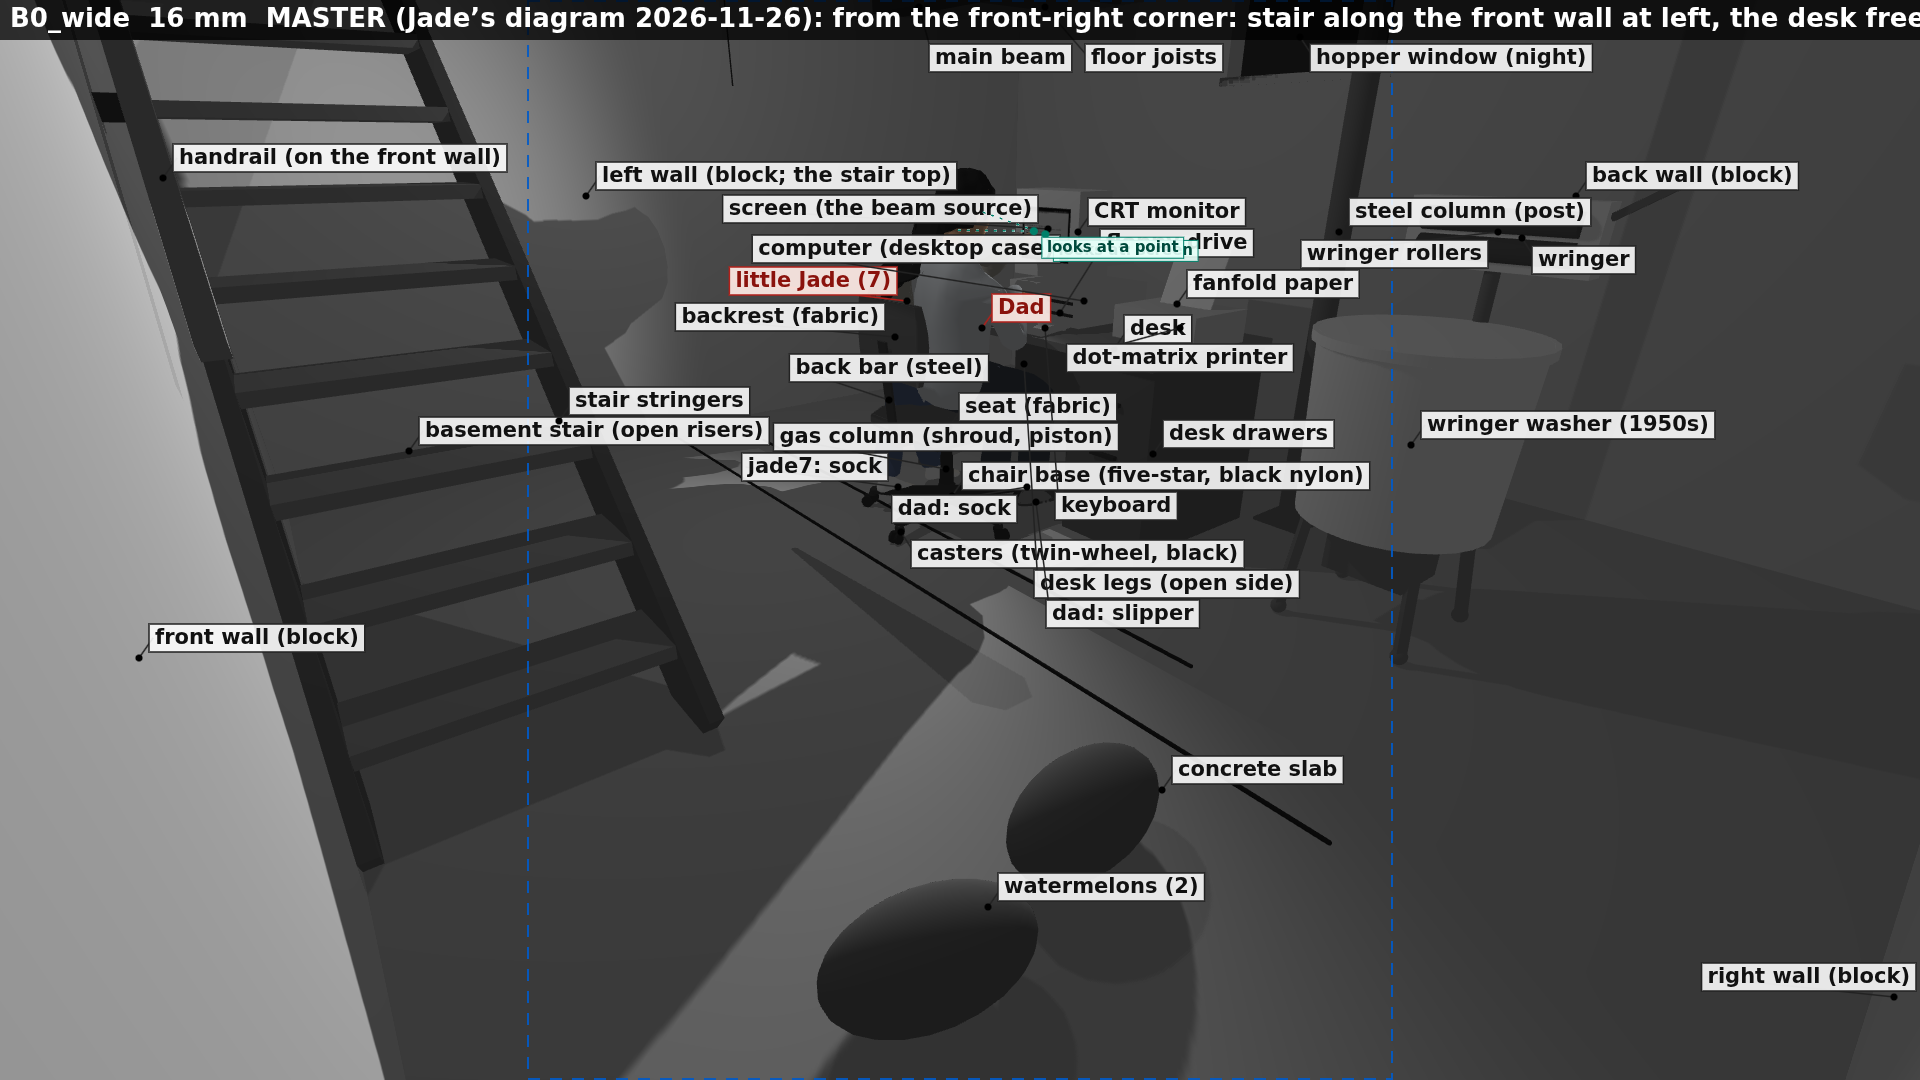 B0_wide 16 mm MASTER (Jade’s diagram 2026-11-26): from the front-right corner: stair along the front wall at left, the desk free
main beam
floor joists
hopper window (night)
handrail (on the front wall)
left wall (block; the stair top)
back wall (block)
screen (the beam source)
CRT monitor
steel column (post)
computer (desktop case
drive
looks at a point
wringer rollers
wringer
little Jade (7)
fanfold paper
Dad
backrest (fabric)
desk
dot-matrix printer
back bar (steel)
stair stringers
seat (fabric)
basement stair (open risers)
gas column (shroud, piston)
desk drawers
wringer washer (1950s)
jade7: sock
chair base (five-star, black nylon)
dad: sock
keyboard
casters (twin-wheel, black)
desk legs (open side)
dad: slipper
front wall (block)
concrete slab
watermelons (2)
right wall (block)